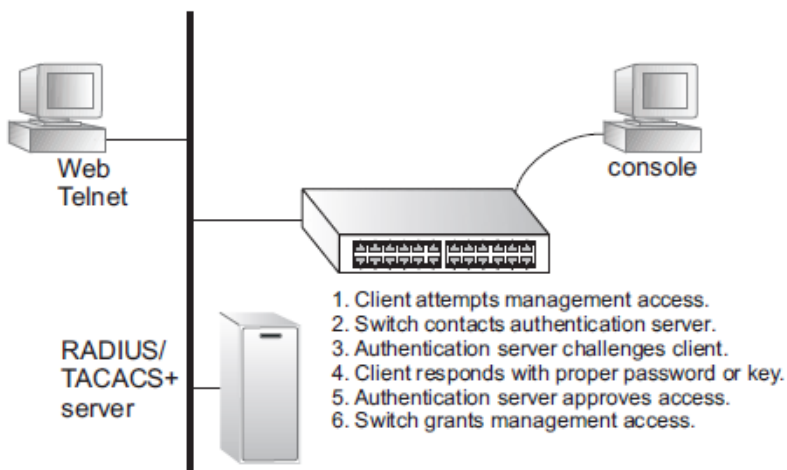 Web
Telnet
console
RADIUS/
TACACS+
server
1. Client attempts management access.
2. Switch contacts authentication server.
3. Authentication server challenges client.
4. Client responds with proper password or key.
5. Authentication server approves access.
6. Switch grants management access.